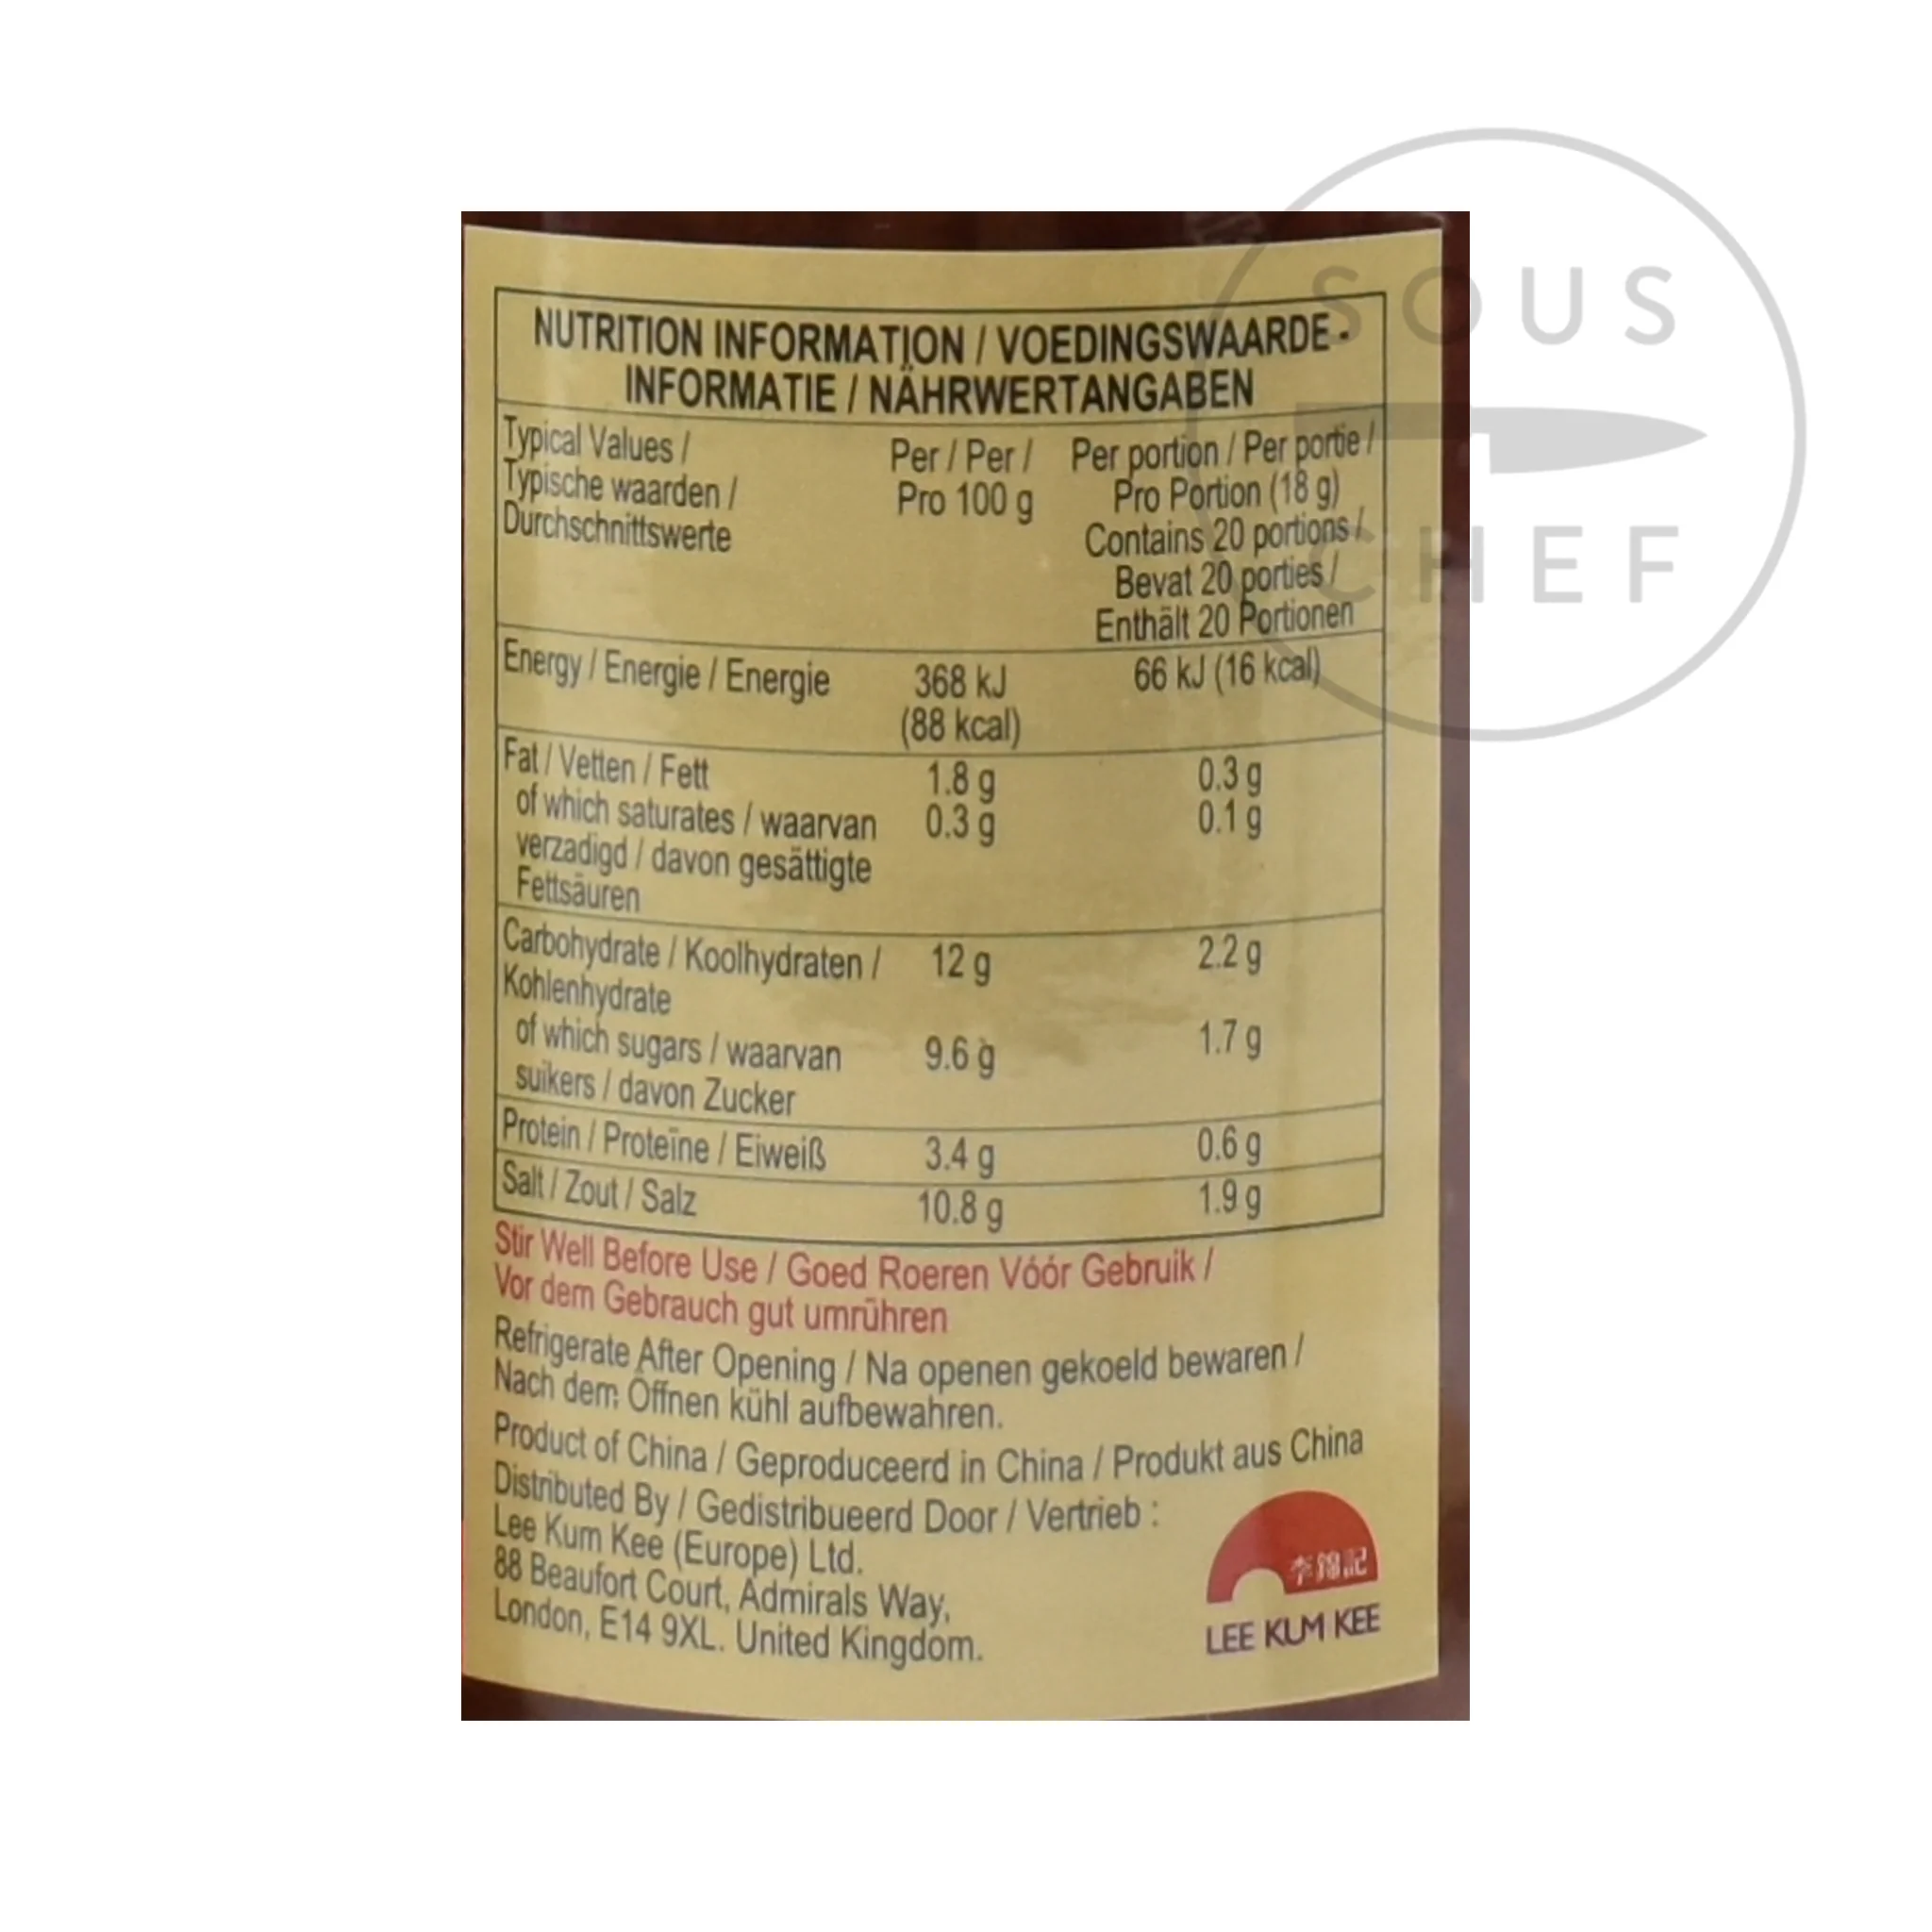 SOUS
CHEF
NUTRITION INFORMATION / VOEDINGSWAARDE-
INFORMATIE / NÄHRWERTANGABEN
Typical Values / Per / Per / Per portion / Per portie /
Typische waarden / Pro 100 g Pro Portion (18 g)
Durchschnittswerte Contains 20 portions /
Bevat 20 porties /
Enthält 20 Portionen
Energy / Energie / Energie 368 kJ 66 kJ (16 kcal)
(88 kcal)
Fat / Vetten / Fett 1.8 g 0.3 g
of which saturates / waarvan 0.3 g 0.1 g
verzadigd / davon gesättigte
Fettsäuren
Carbohydrate / Koolhydraten / 12 g 2.2 g
Kohlenhydrate
of which sugars / waarvan 9.6 g 1.7 g
suikers / davon Zucker
Protein / Proteïne / Eiweiß 3.4 g 0.6 g
Salt / Zout / Salz 10.8 g 1.9 g
Stir Well Before Use / Goed Roeren Vóór Gebruik /
Vor dem Gebrauch gut umrühren
Refrigerate After Opening / Na openen gekoeld bewaren /
Nach dem Öffnen kühl aufbewahren.
Product of China / Geproduceerd in China / Produkt aus China
Distributed By / Gedistribueerd Door / Vertrieb :
Lee Kum Kee (Europe) Ltd.
88 Beaufort Court, Admirals Way,
London, E14 9XL. United Kingdom.
李錦記
LEE KUM KEE